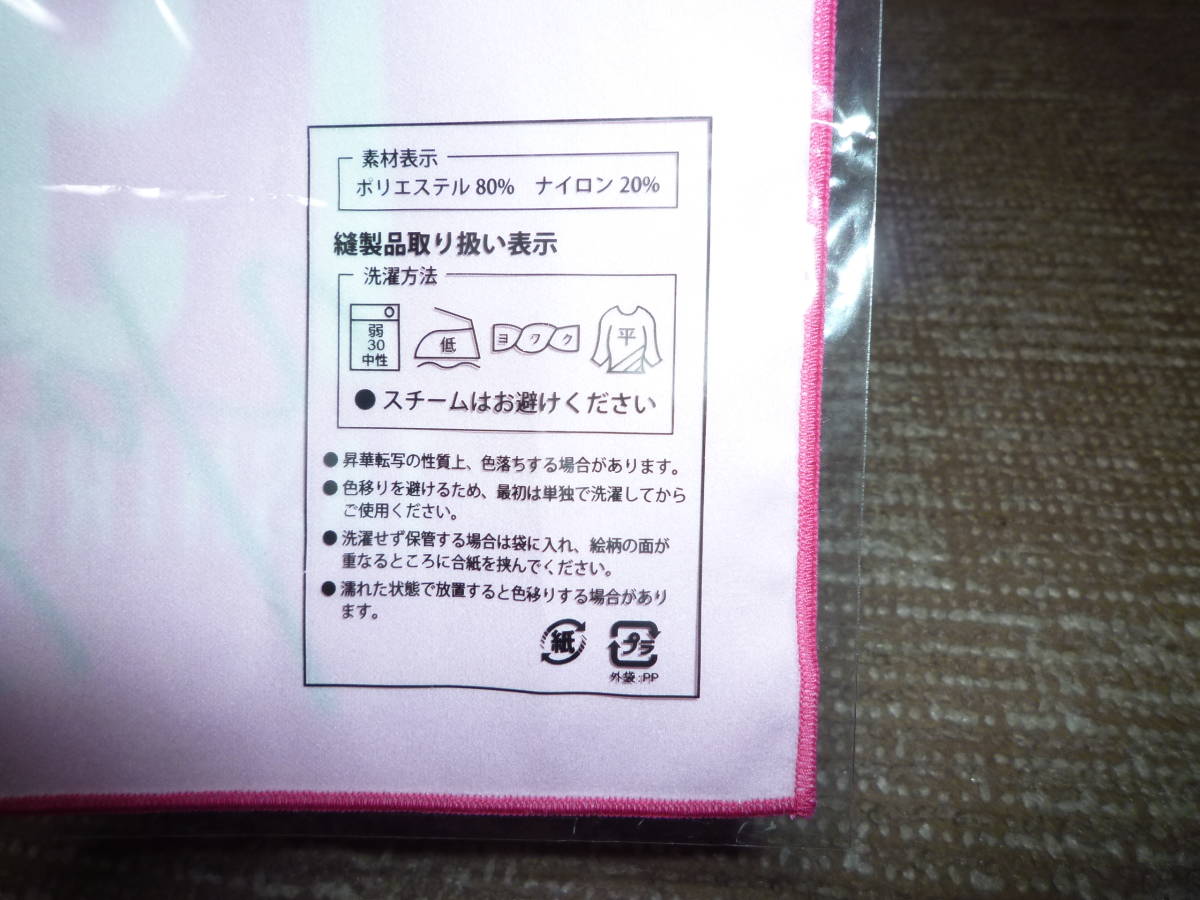 素材表示
ポリエステル 80%　ナイロン 20%
縫製品取り扱い表示
洗濯方法
弱
30
中性
低
ヨワク
平
●スチームはお避けください
●昇華転写の性質上、色落ちする場合があります。
●色移りを避けるため、最初は単独で洗濯してから
ご使用ください。
●洗濯せず保管する場合は袋に入れ、絵柄の面が
重なるところに合紙を挟んでください。
●濡れた状態で放置すると色移りする場合があり
ます。
紙
プラ
外袋:PP